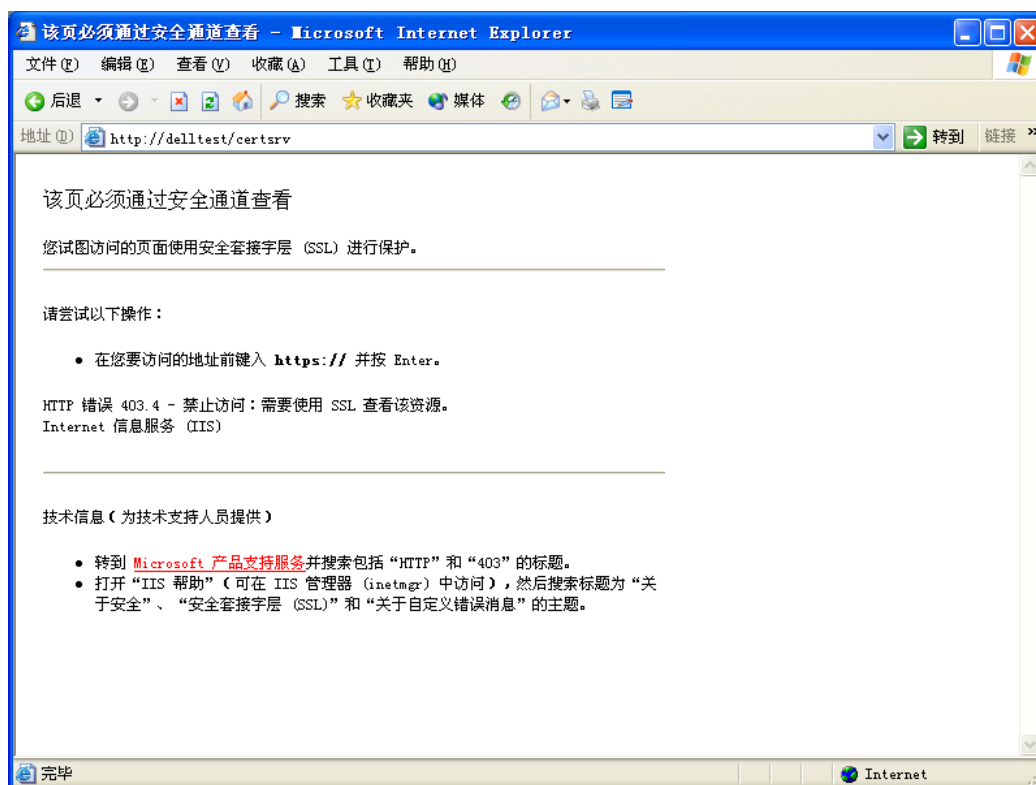 该页必须通过安全通道查看 - Microsoft Internet Explorer
文件(F) 编辑(E) 查看(V) 收藏(A) 工具(T) 帮助(H)
后退 搜索 收藏夹 媒体
地址(D) http://delltest/certsrv 转到 链接 »
该页必须通过安全通道查看
您试图访问的页面使用安全套接字层 (SSL) 进行保护。
请尝试以下操作：
• 在您要访问的地址前键入 https:// 并按 Enter。
HTTP 错误 403.4 - 禁止访问：需要使用 SSL 查看该资源。
Internet 信息服务 (IIS)
技术信息（为技术支持人员提供）
• 转到 Microsoft 产品支持服务并搜索包括“HTTP”和“403”的标题。
• 打开“IIS 帮助”（可在 IIS 管理器 (inetmgr) 中访问），然后搜索标题为“关
于安全”、“安全套接字层 (SSL)”和“关于自定义错误消息”的主题。
完毕 Internet